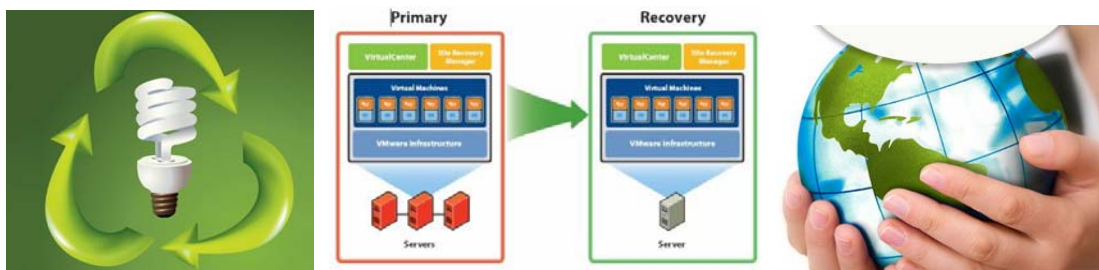 Primary
VirtualCenter
Site Recovery
Manager
Virtual Machines
VMware Infrastructure
Servers
Recovery
VirtualCenter
Site Recovery
Manager
Virtual Machines
VMware Infrastructure
Server